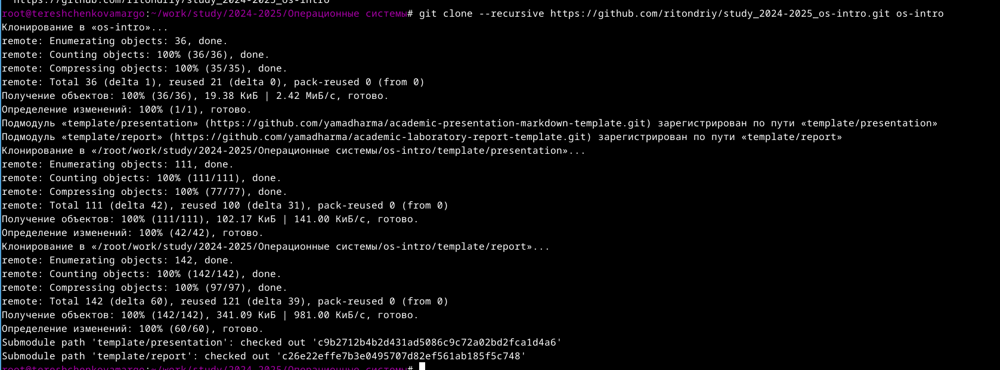 https://github.com/ritondriy/study_2024-2025_os-intro
root@tereshchenkovamargo:~/work/study/2024-2025/Операционные системы# git clone --recursive https://github.com/ritondriy/study_2024-2025_os-intro.git os-intro
Клонирование в «os-intro»...
remote: Enumerating objects: 36, done.
remote: Counting objects: 100% (36/36), done.
remote: Compressing objects: 100% (35/35), done.
remote: Total 36 (delta 1), reused 21 (delta 0), pack-reused 0 (from 0)
Получение объектов: 100% (36/36), 19.38 КиБ | 2.42 МиБ/с, готово.
Определение изменений: 100% (1/1), готово.
Подмодуль «template/presentation» (https://github.com/yamadharma/academic-presentation-markdown-template.git) зарегистрирован по пути «template/presentation»
Подмодуль «template/report» (https://github.com/yamadharma/academic-laboratory-report-template.git) зарегистрирован по пути «template/report»
Клонирование в «/root/work/study/2024-2025/Операционные системы/os-intro/template/presentation»...
remote: Enumerating objects: 111, done.
remote: Counting objects: 100% (111/111), done.
remote: Compressing objects: 100% (77/77), done.
remote: Total 111 (delta 42), reused 100 (delta 31), pack-reused 0 (from 0)
Получение объектов: 100% (111/111), 102.17 КиБ | 141.00 КиБ/с, готово.
Определение изменений: 100% (42/42), готово.
Клонирование в «/root/work/study/2024-2025/Операционные системы/os-intro/template/report»...
remote: Enumerating objects: 142, done.
remote: Counting objects: 100% (142/142), done.
remote: Compressing objects: 100% (97/97), done.
remote: Total 142 (delta 60), reused 121 (delta 39), pack-reused 0 (from 0)
Получение объектов: 100% (142/142), 341.09 КиБ | 981.00 КиБ/с, готово.
Определение изменений: 100% (60/60), готово.
Submodule path 'template/presentation': checked out 'c9b2712b4b2d431ad5086c9c72a02bd2fca1d4a6'
Submodule path 'template/report': checked out 'c26e22effe7b3e0495707d82ef561ab185f5c748'
root@tereshchenkovamargo:~/work/study/2024-2025/Операционные системы#